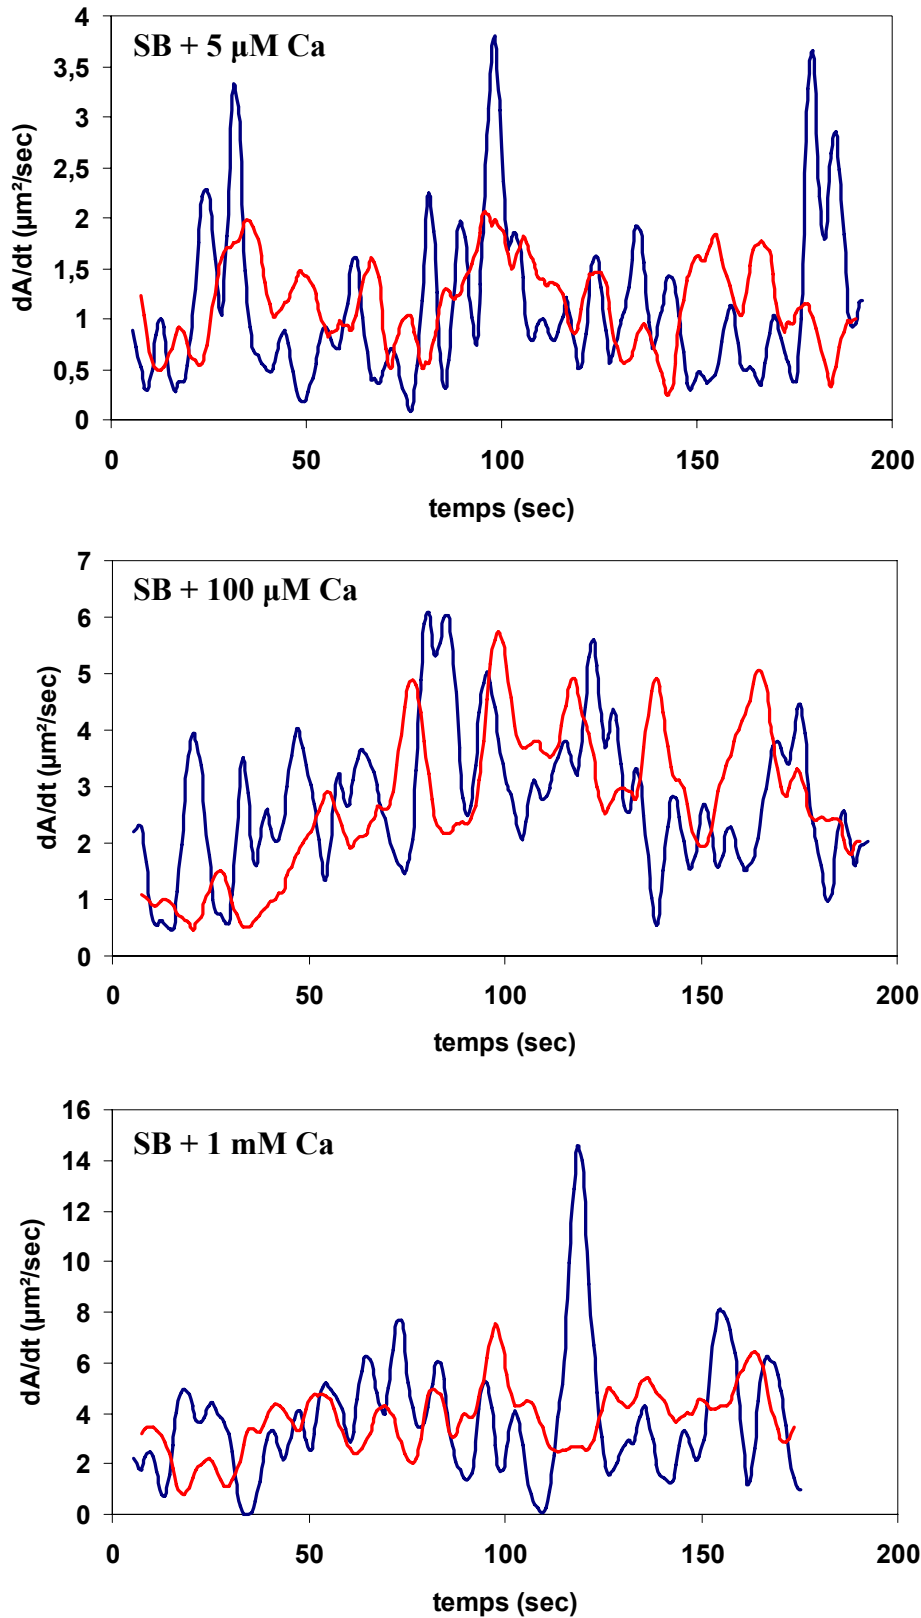 SB + 5 µM Ca
4
3,5
3
2,5
2
1,5
1
0,5
0
dA/dt (µm²/sec)
0 50 100 150 200
temps (sec)
SB + 100 µM Ca
7
6
5
4
3
2
1
0
dA/dt (µm²/sec)
0 50 100 150 200
temps (sec)
SB + 1 mM Ca
16
14
12
10
8
6
4
2
0
dA/dt (µm²/sec)
0 50 100 150 200
temps (sec)